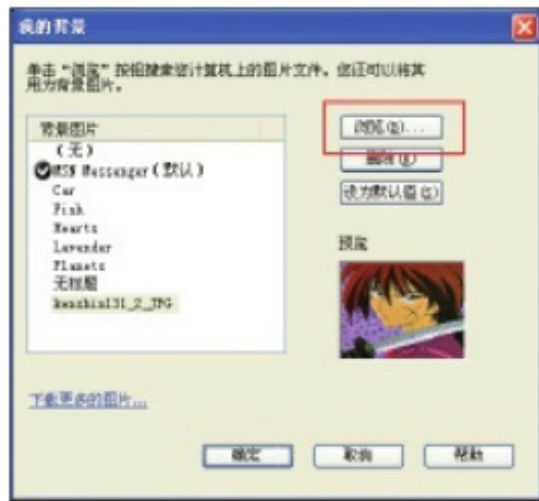 我的背景
单击“浏览”按钮搜索您计算机上的图片文件。您还可以将其
用为背景图片。
背景图片
(无)
MSN Messenger(默认)
Car
Pink
Hearts
Lavender
Planets
无标题
kenshin131_2_JPG
浏览(B)...
删除(D)
设为默认值(S)
预览
下载更多的图片...
确定
取消
帮助